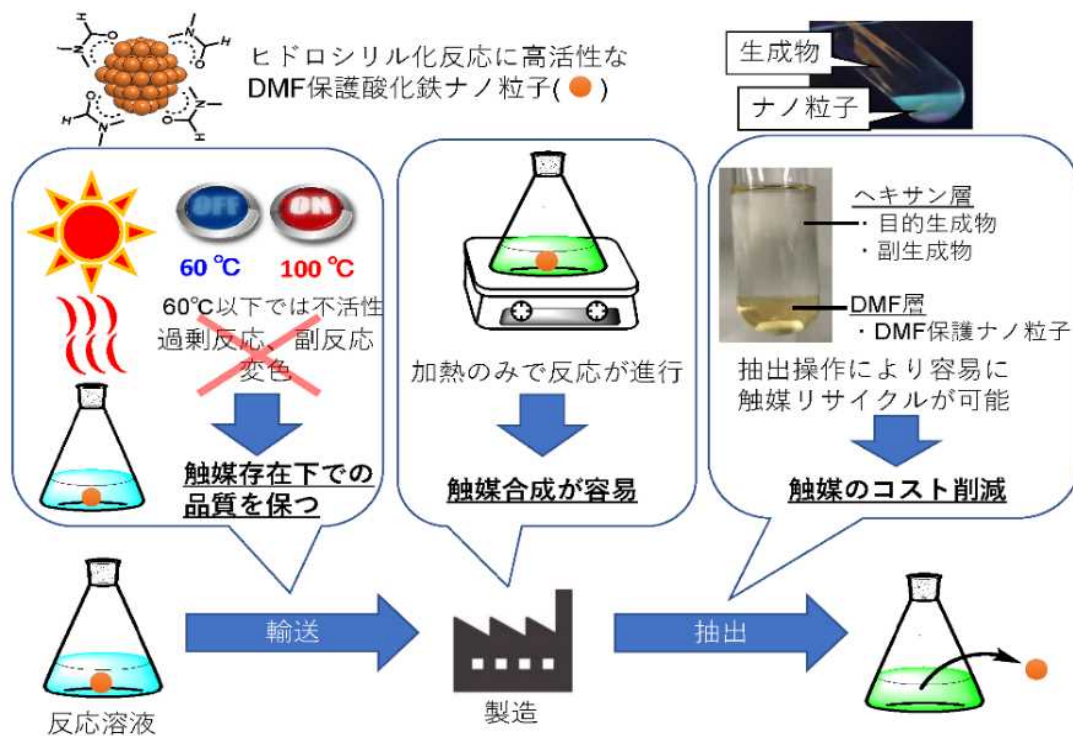 ヒドロシリル化反応に高活性な
DMF保護酸化鉄ナノ粒子( )
生成物
ナノ粒子
H
O
N
O
H
N
H
O
N
N
O
H
OFF
ON
60 ℃
100 ℃
60℃以下では不活性
過剰反応、副反応
変色
触媒存在下での
品質を保つ
加熱のみで反応が進行
触媒合成が容易
ヘキサン層
・目的生成物
・副生成物
DMF層
・DMF保護ナノ粒子
抽出操作により容易に
触媒リサイクルが可能
触媒のコスト削減
反応溶液
輸送
製造
抽出